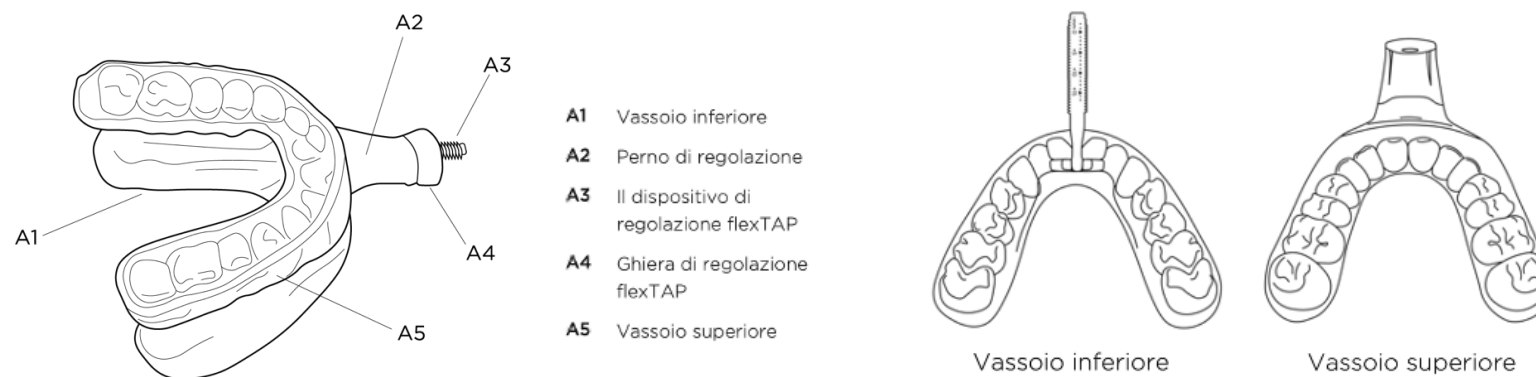 A2
A3
A1
A4
A5
A1 Vassoio inferiore
A2 Perno di regolazione
A3 Il dispositivo di
regolazione flexTAP
A4 Ghiera di regolazione
flexTAP
A5 Vassoio superiore
Vassoio inferiore
Vassoio superiore